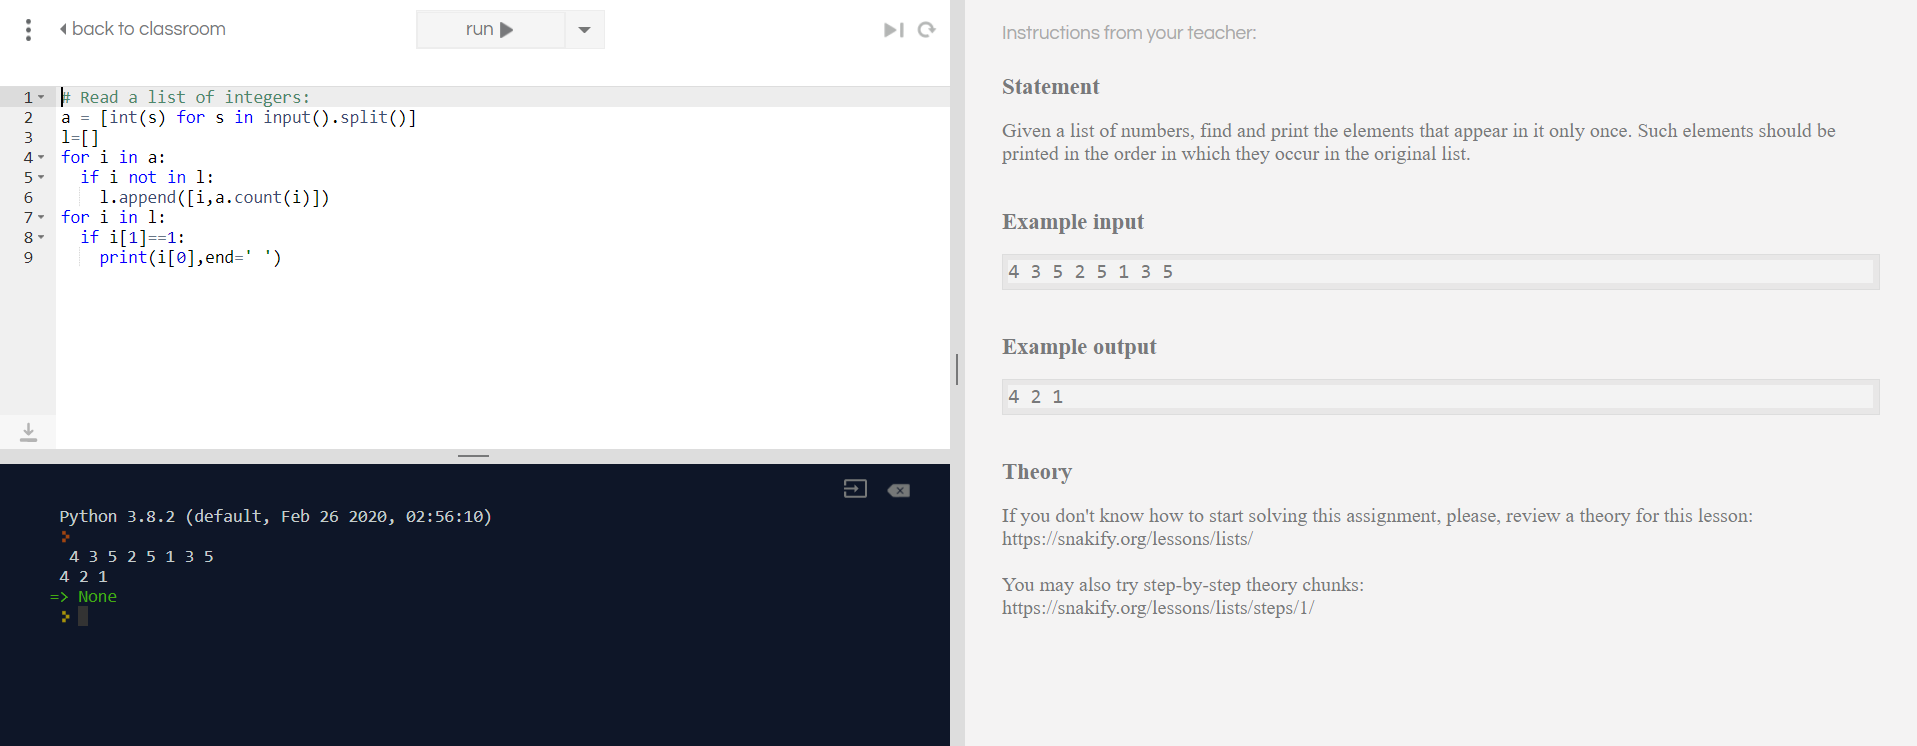 back to classroom
run
1 # Read a list of integers:
2 a = [int(s) for s in input().split()]
3 l=[]
4 for i in a:
5   if i not in l:
6     l.append([i,a.count(i)])
7 for i in l:
8   if i[1]==1:
9     print(i[0],end=' ')
Python 3.8.2 (default, Feb 26 2020, 02:56:10)
4 3 5 2 5 1 3 5
4 2 1
=> None
Instructions from your teacher:
Statement
Given a list of numbers, find and print the elements that appear in it only once. Such elements should be
printed in the order in which they occur in the original list.
Example input
4 3 5 2 5 1 3 5
Example output
4 2 1
Theory
If you don't know how to start solving this assignment, please, review a theory for this lesson:
https://snakify.org/lessons/lists/
You may also try step-by-step theory chunks:
https://snakify.org/lessons/lists/steps/1/